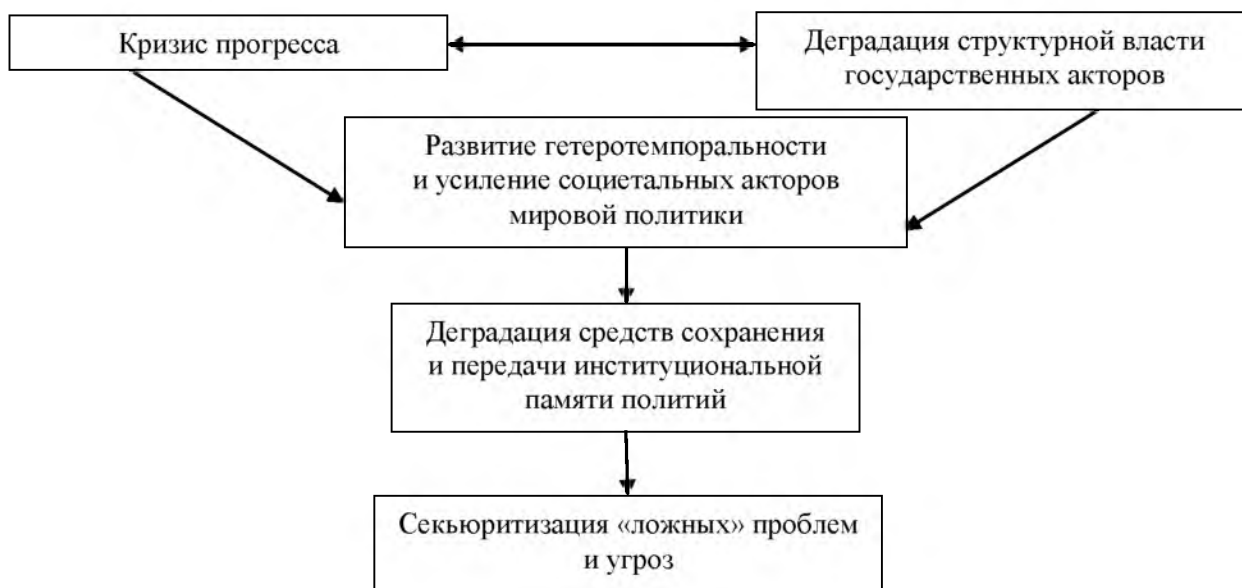 Кризис прогресса
Деградация структурной власти
государственных акторов
Развитие гетеротемпоральности
и усиление социетальных акторов
мировой политики
Деградация средств сохранения
и передачи институциональной
памяти политий
Секьюритизация «ложных» проблем
и угроз